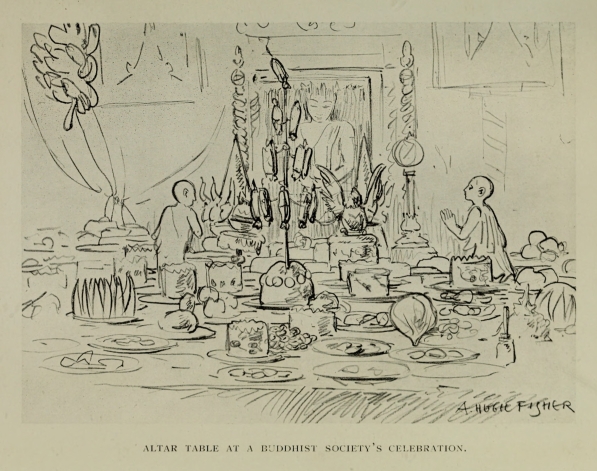 A. HUGH FISHER
ALTAR TABLE AT A BUDDHIST SOCIETY'S CELEBRATION.